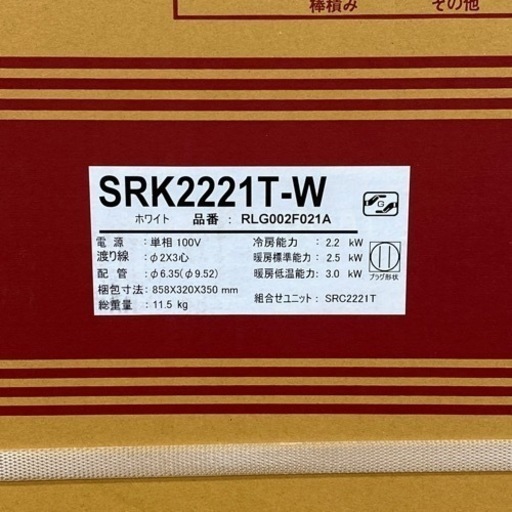 棒積み その他
SRK2221T-W
ホワイト 品番 : RLG002F021A
電源 : 単相100V 冷房能力 : 2.2 kW
渡り線 : φ2X3心 暖房標準能力 : 2.5 kW
配管 : φ6.35(φ9.52) 暖房低温能力 : 3.0 kW
プラグ形状
梱包寸法 : 858X320X350 mm
総重量 : 11.5 kg 組合せユニット : SRC2221T